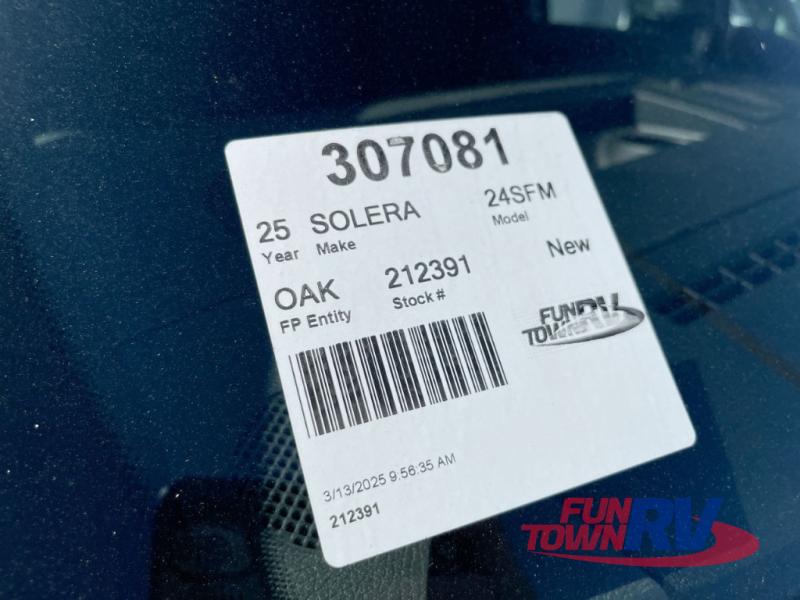 307081
25 SOLERA 24SFM
Year Make Model
OAK 212391 New
FP Entity Stock #
FUN
TOWN RV
3/13/2025 9:56:35 AM
212391
FUN
TOWN RV